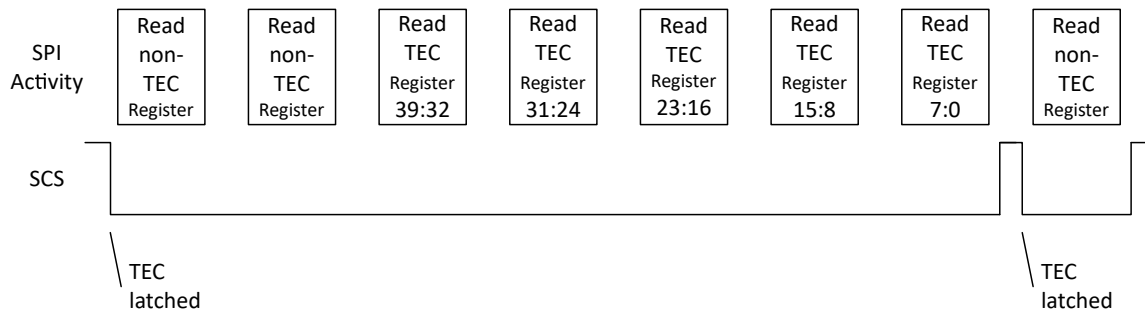 SPI
Activity
Read
non-
TEC
Register
Read
non-
TEC
Register
Read
TEC
Register
39:32
Read
TEC
Register
31:24
Read
TEC
Register
23:16
Read
TEC
Register
15:8
Read
TEC
Register
7:0
Read
non-
TEC
Register
SCS
TEC
latched
TEC
latched